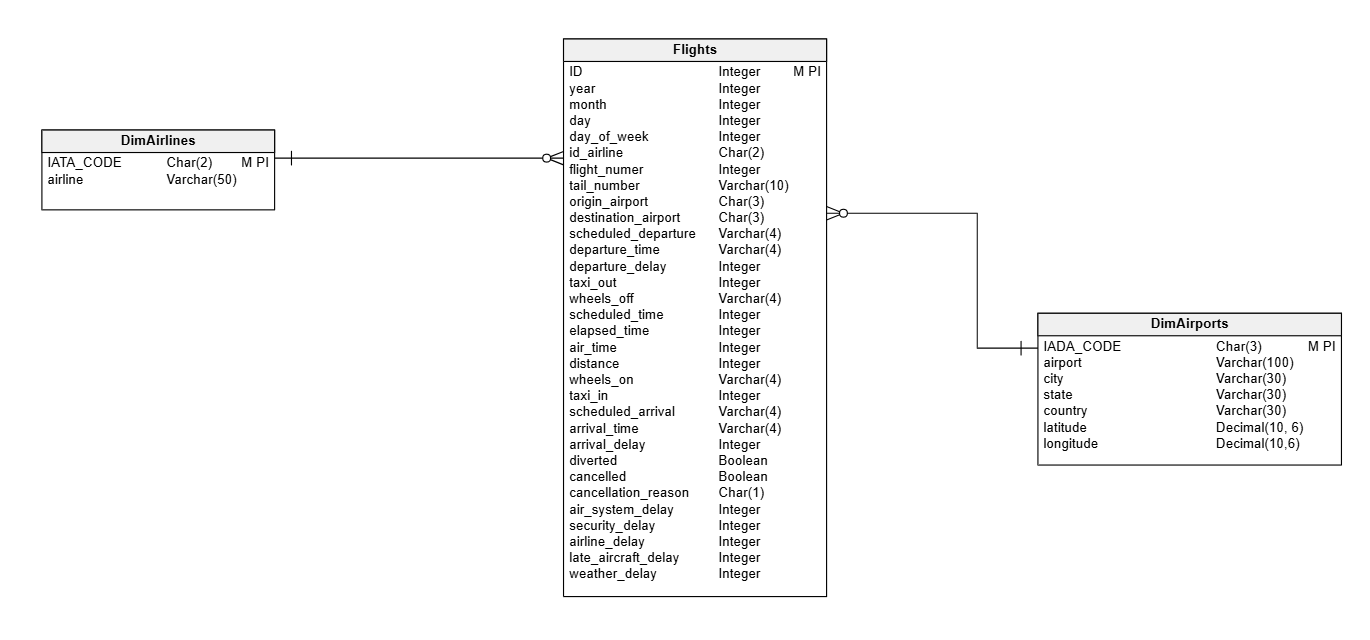 Flights
ID Integer M PI
year Integer
month Integer
day Integer
day_of_week Integer
id_airline Char(2)
flight_numer Integer
tail_number Varchar(10)
origin_airport Char(3)
destination_airport Char(3)
scheduled_departure Varchar(4)
departure_time Varchar(4)
departure_delay Integer
taxi_out Integer
wheels_off Varchar(4)
scheduled_time Integer
elapsed_time Integer
air_time Integer
distance Integer
wheels_on Varchar(4)
taxi_in Integer
scheduled_arrival Varchar(4)
arrival_time Varchar(4)
arrival_delay Integer
diverted Boolean
cancelled Boolean
cancellation_reason Char(1)
air_system_delay Integer
security_delay Integer
airline_delay Integer
late_aircraft_delay Integer
weather_delay Integer
DimAirlines
IATA_CODE Char(2) M PI
airline Varchar(50)
DimAirports
IADA_CODE Char(3) M PI
airport Varchar(100)
city Varchar(30)
state Varchar(30)
country Varchar(30)
latitude Decimal(10, 6)
longitude Decimal(10,6)